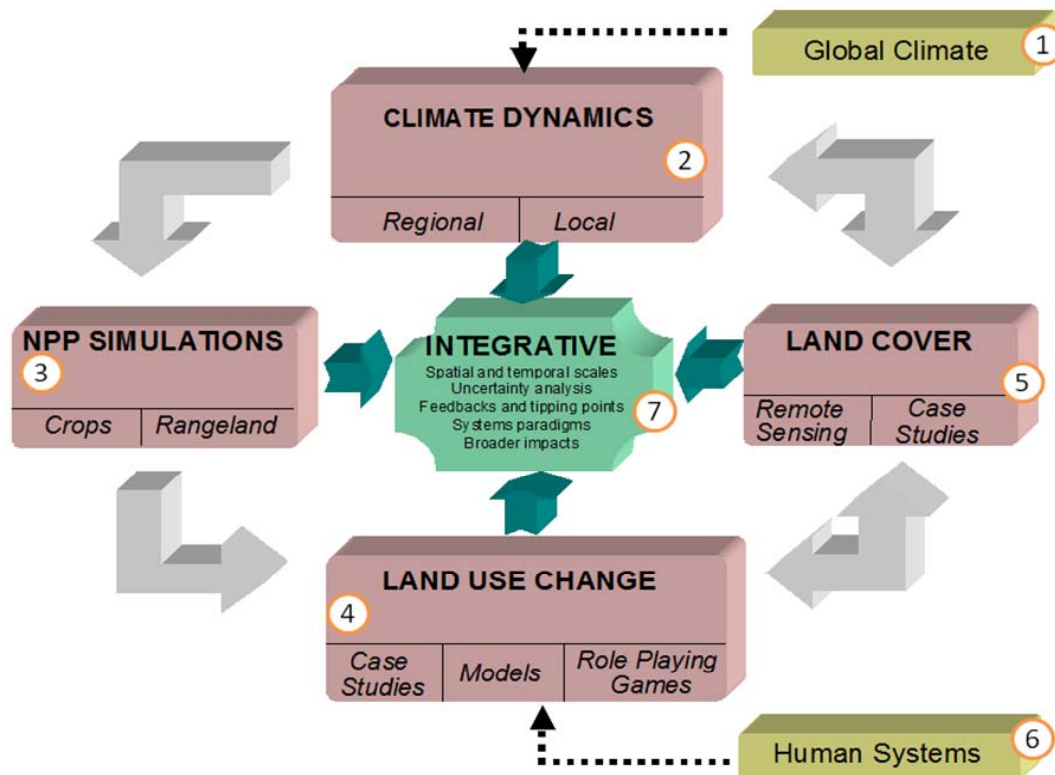 Global Climate
1
CLIMATE DYNAMICS
2
Regional
Local
NPP SIMULATIONS
3
Crops
Rangeland
INTEGRATIVE
Spatial and temporal scales
Uncertainty analysis
Feedbacks and tipping points
Systems paradigms
Broader impacts
7
LAND COVER
5
Remote
Sensing
Case
Studies
LAND USE CHANGE
4
Case
Studies
Models
Role Playing
Games
Human Systems
6